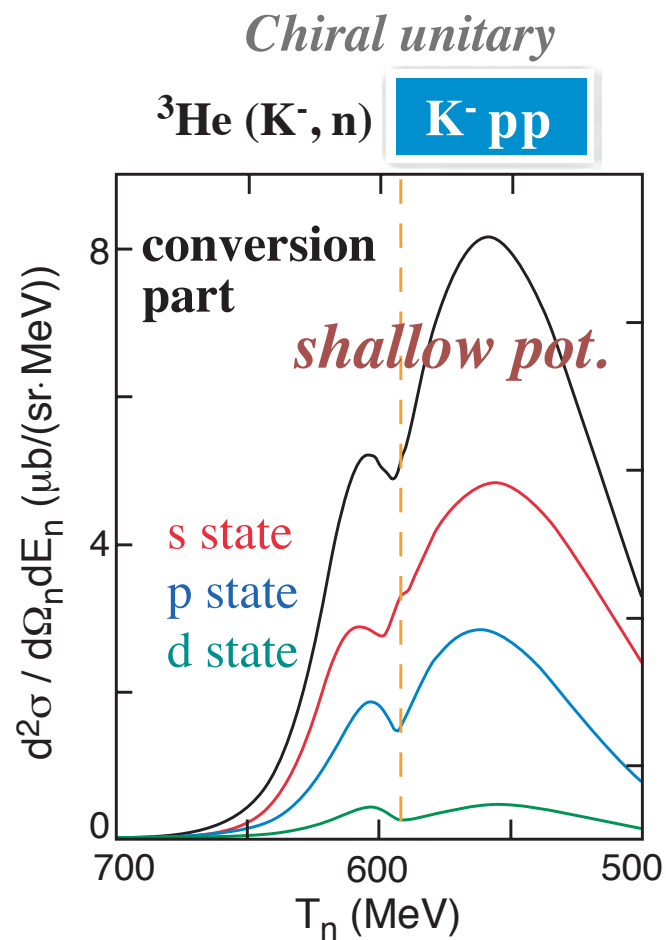 Chiral unitary
³He (K⁻, n) K⁻ pp
conversion
part
shallow pot.
s state
p state
d state
8
4
0
700 600 500
Tₙ (MeV)
d²σ / dΩₙdEₙ (μb/(sr·MeV))